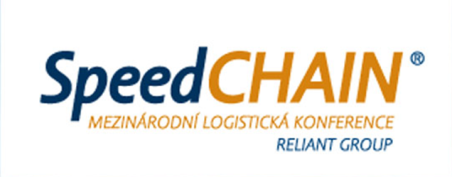 SpeedCHAIN®
MEZINÁRODNÍ LOGISTICKÁ KONFERENCE
RELIANT GROUP